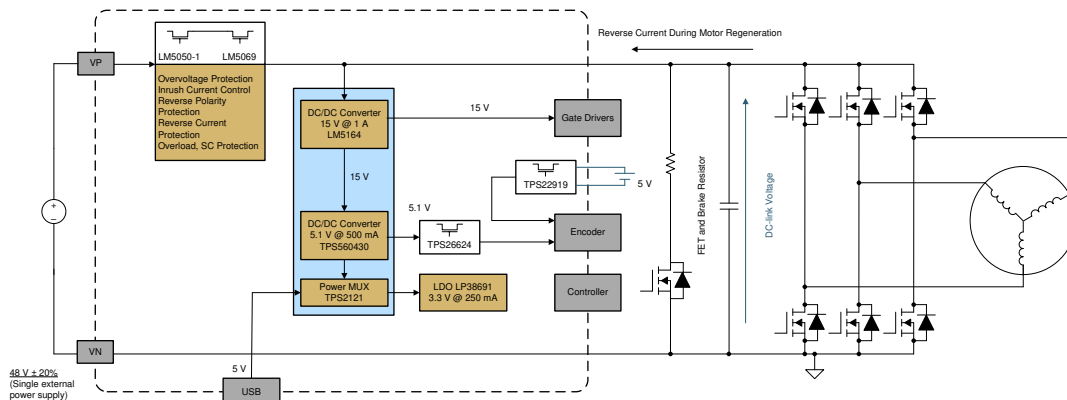 Reverse Current During Motor Regeneration
LM5050-1
LM5069
VP
Overvoltage Protection
Inrush Current Control
Reverse Polarity
Protection
Reverse Current
Protection
Overload, SC Protection
DC/DC Converter
15 V @ 1 A
LM5164
15 V
Gate Drivers
15 V
TPS22919
5 V
5.1 V
DC/DC Converter
5.1 V @ 500 mA
TPS560430
TPS26624
Encoder
Power MUX
TPS2121
LDO LP38691
3.3 V @ 250 mA
Controller
FET and Brake Resistor
DC-link Voltage
+
–
VN
48 V ± 20%
(Single external
power supply)
5 V
USB